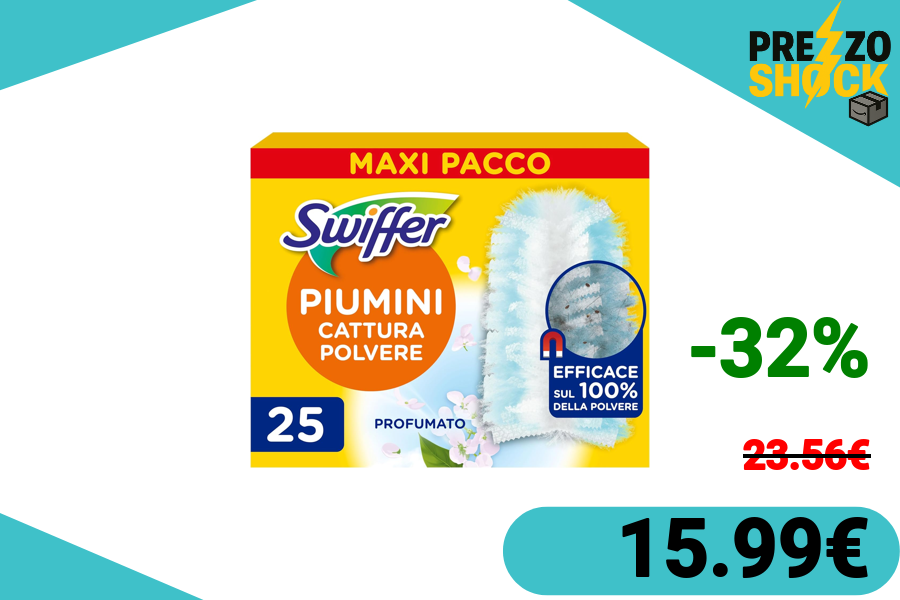 PREZZO
SHOCK
MAXI PACCO
Swiffer
PIUMINI
CATTURA
POLVERE
EFFICACE
SUL 100%
DELLA POLVERE
25
PROFUMATO
-32%
23.56€
15.99€